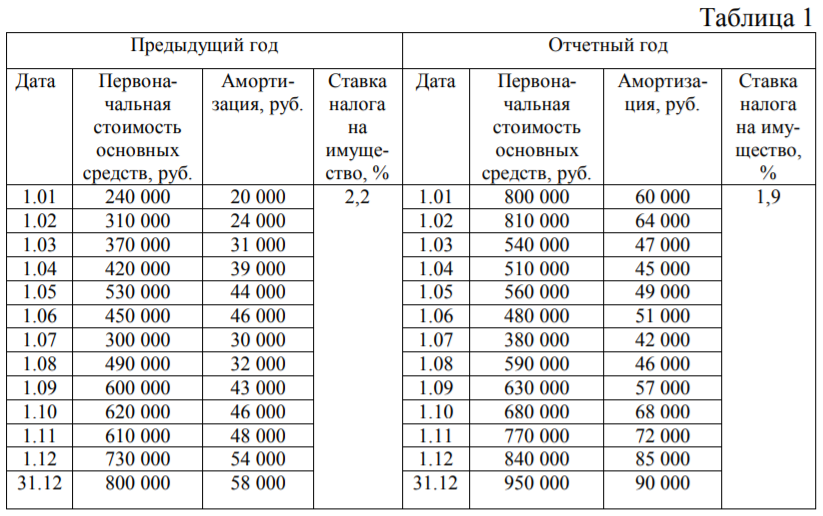 Таблица 1
Предыдущий год Отчетный год
Дата Первона- Аморти- Ставка Дата Первона- Амортиза- Ставка
чальная зация, руб. налога чальная ция, руб. налога
стоимость на стоимость на иму-
основных имуще- основных щество,
средств, руб. ство, % средств, руб. %
1.01 240 000 20 000 2,2 1.01 800 000 60 000 1,9
1.02 310 000 24 000 1.02 810 000 64 000
1.03 370 000 31 000 1.03 540 000 47 000
1.04 420 000 39 000 1.04 510 000 45 000
1.05 530 000 44 000 1.05 560 000 49 000
1.06 450 000 46 000 1.06 480 000 51 000
1.07 300 000 30 000 1.07 380 000 42 000
1.08 490 000 32 000 1.08 590 000 46 000
1.09 600 000 43 000 1.09 630 000 57 000
1.10 620 000 46 000 1.10 680 000 68 000
1.11 610 000 48 000 1.11 770 000 72 000
1.12 730 000 54 000 1.12 840 000 85 000
31.12 800 000 58 000 31.12 950 000 90 000